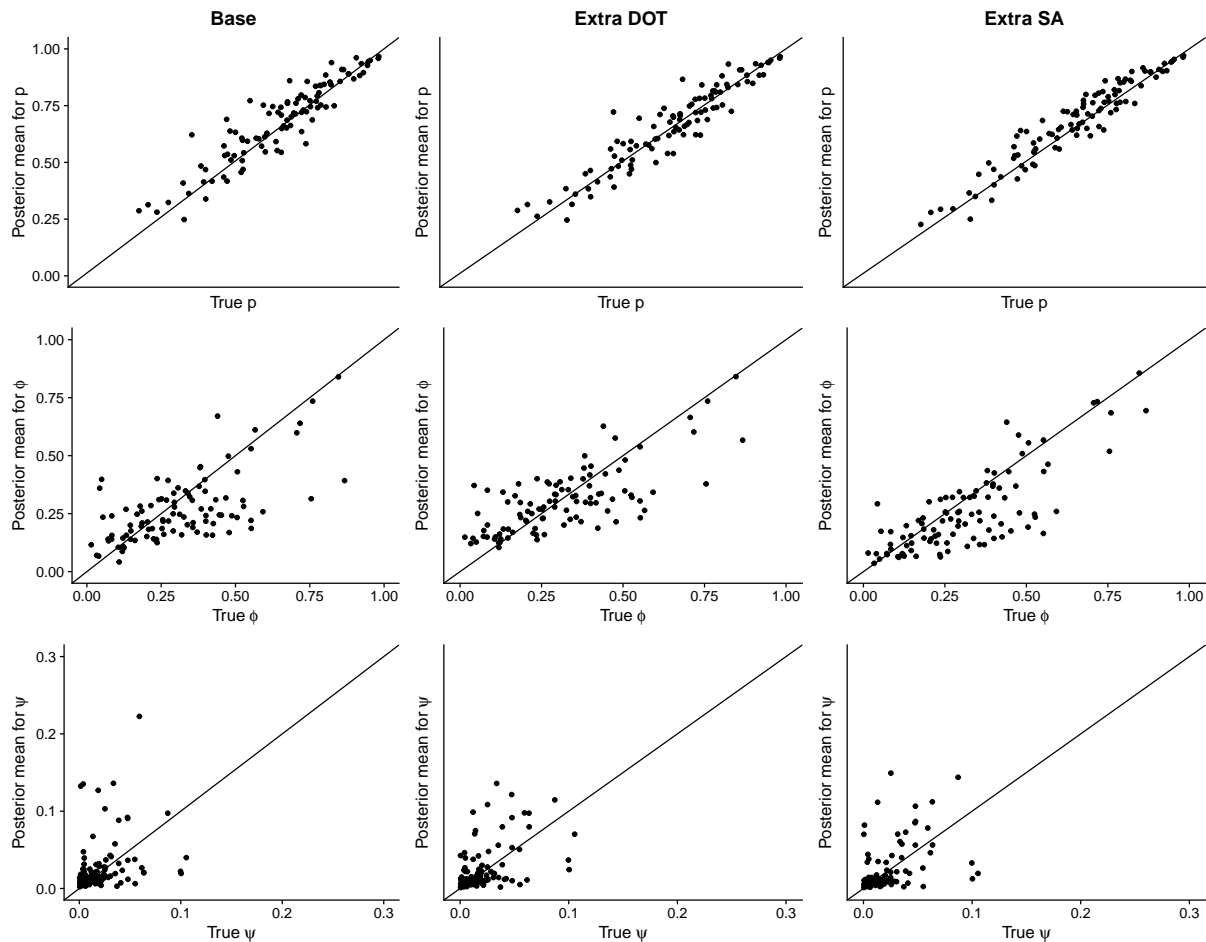 Base Extra DOT Extra SA
Posterior mean for p
1.00
0.75
0.50
0.25
0.00
True p
Posterior mean for p
True p
Posterior mean for p
True p
Posterior mean for ϕ
1.00
0.75
0.50
0.25
0.00
0.00 0.25 0.50 0.75 1.00
True ϕ
Posterior mean for ϕ
0.00 0.25 0.50 0.75 1.00
True ϕ
Posterior mean for ϕ
0.00 0.25 0.50 0.75 1.00
True ϕ
Posterior mean for ψ
0.3
0.2
0.1
0.0
0.0 0.1 0.2 0.3
True ψ
Posterior mean for ψ
0.0 0.1 0.2 0.3
True ψ
Posterior mean for ψ
0.0 0.1 0.2 0.3
True ψ